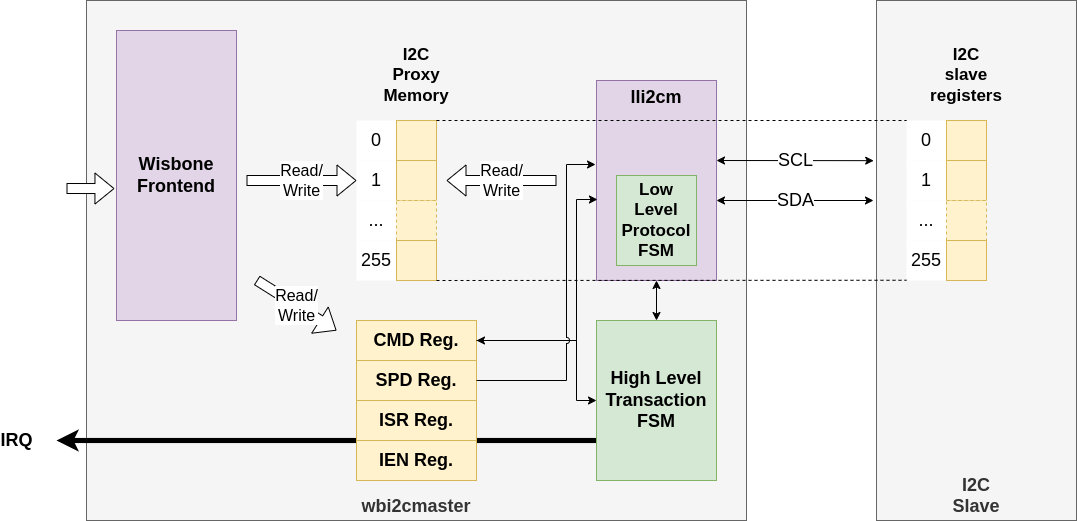 I2C
Proxy
Memory
lli2cm
I2C
slave
registers
Wisbone
Frontend
0
1
...
255
Read/
Write
Read/
Write
Low
Level
Protocol
FSM
SCL
SDA
0
1
...
255
Read/
Write
CMD Reg.
SPD Reg.
ISR Reg.
IEN Reg.
High Level
Transaction
FSM
IRQ
wbi2cmaster
I2C
Slave